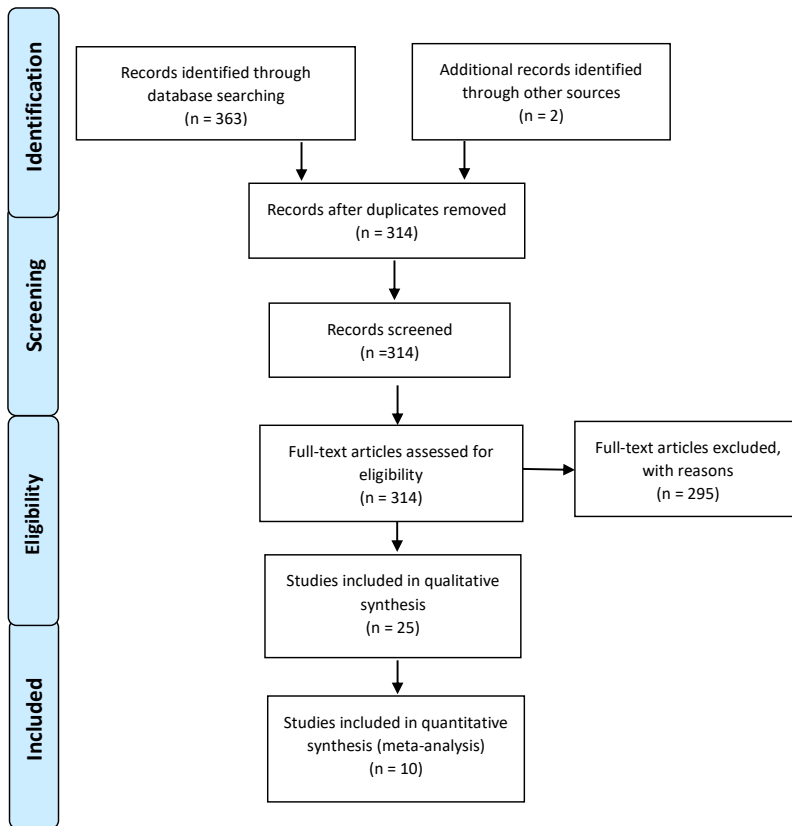 Identification
Records identified through
database searching
(n = 363)
Additional records identified
through other sources
(n = 2)
Records after duplicates removed
(n = 314)
Screening
Records screened
(n =314)
Eligibility
Full-text articles assessed for
eligibility
(n = 314)
Full-text articles excluded,
with reasons
(n = 295)
Studies included in qualitative
synthesis
(n = 25)
Included
Studies included in quantitative
synthesis (meta-analysis)
(n = 10)